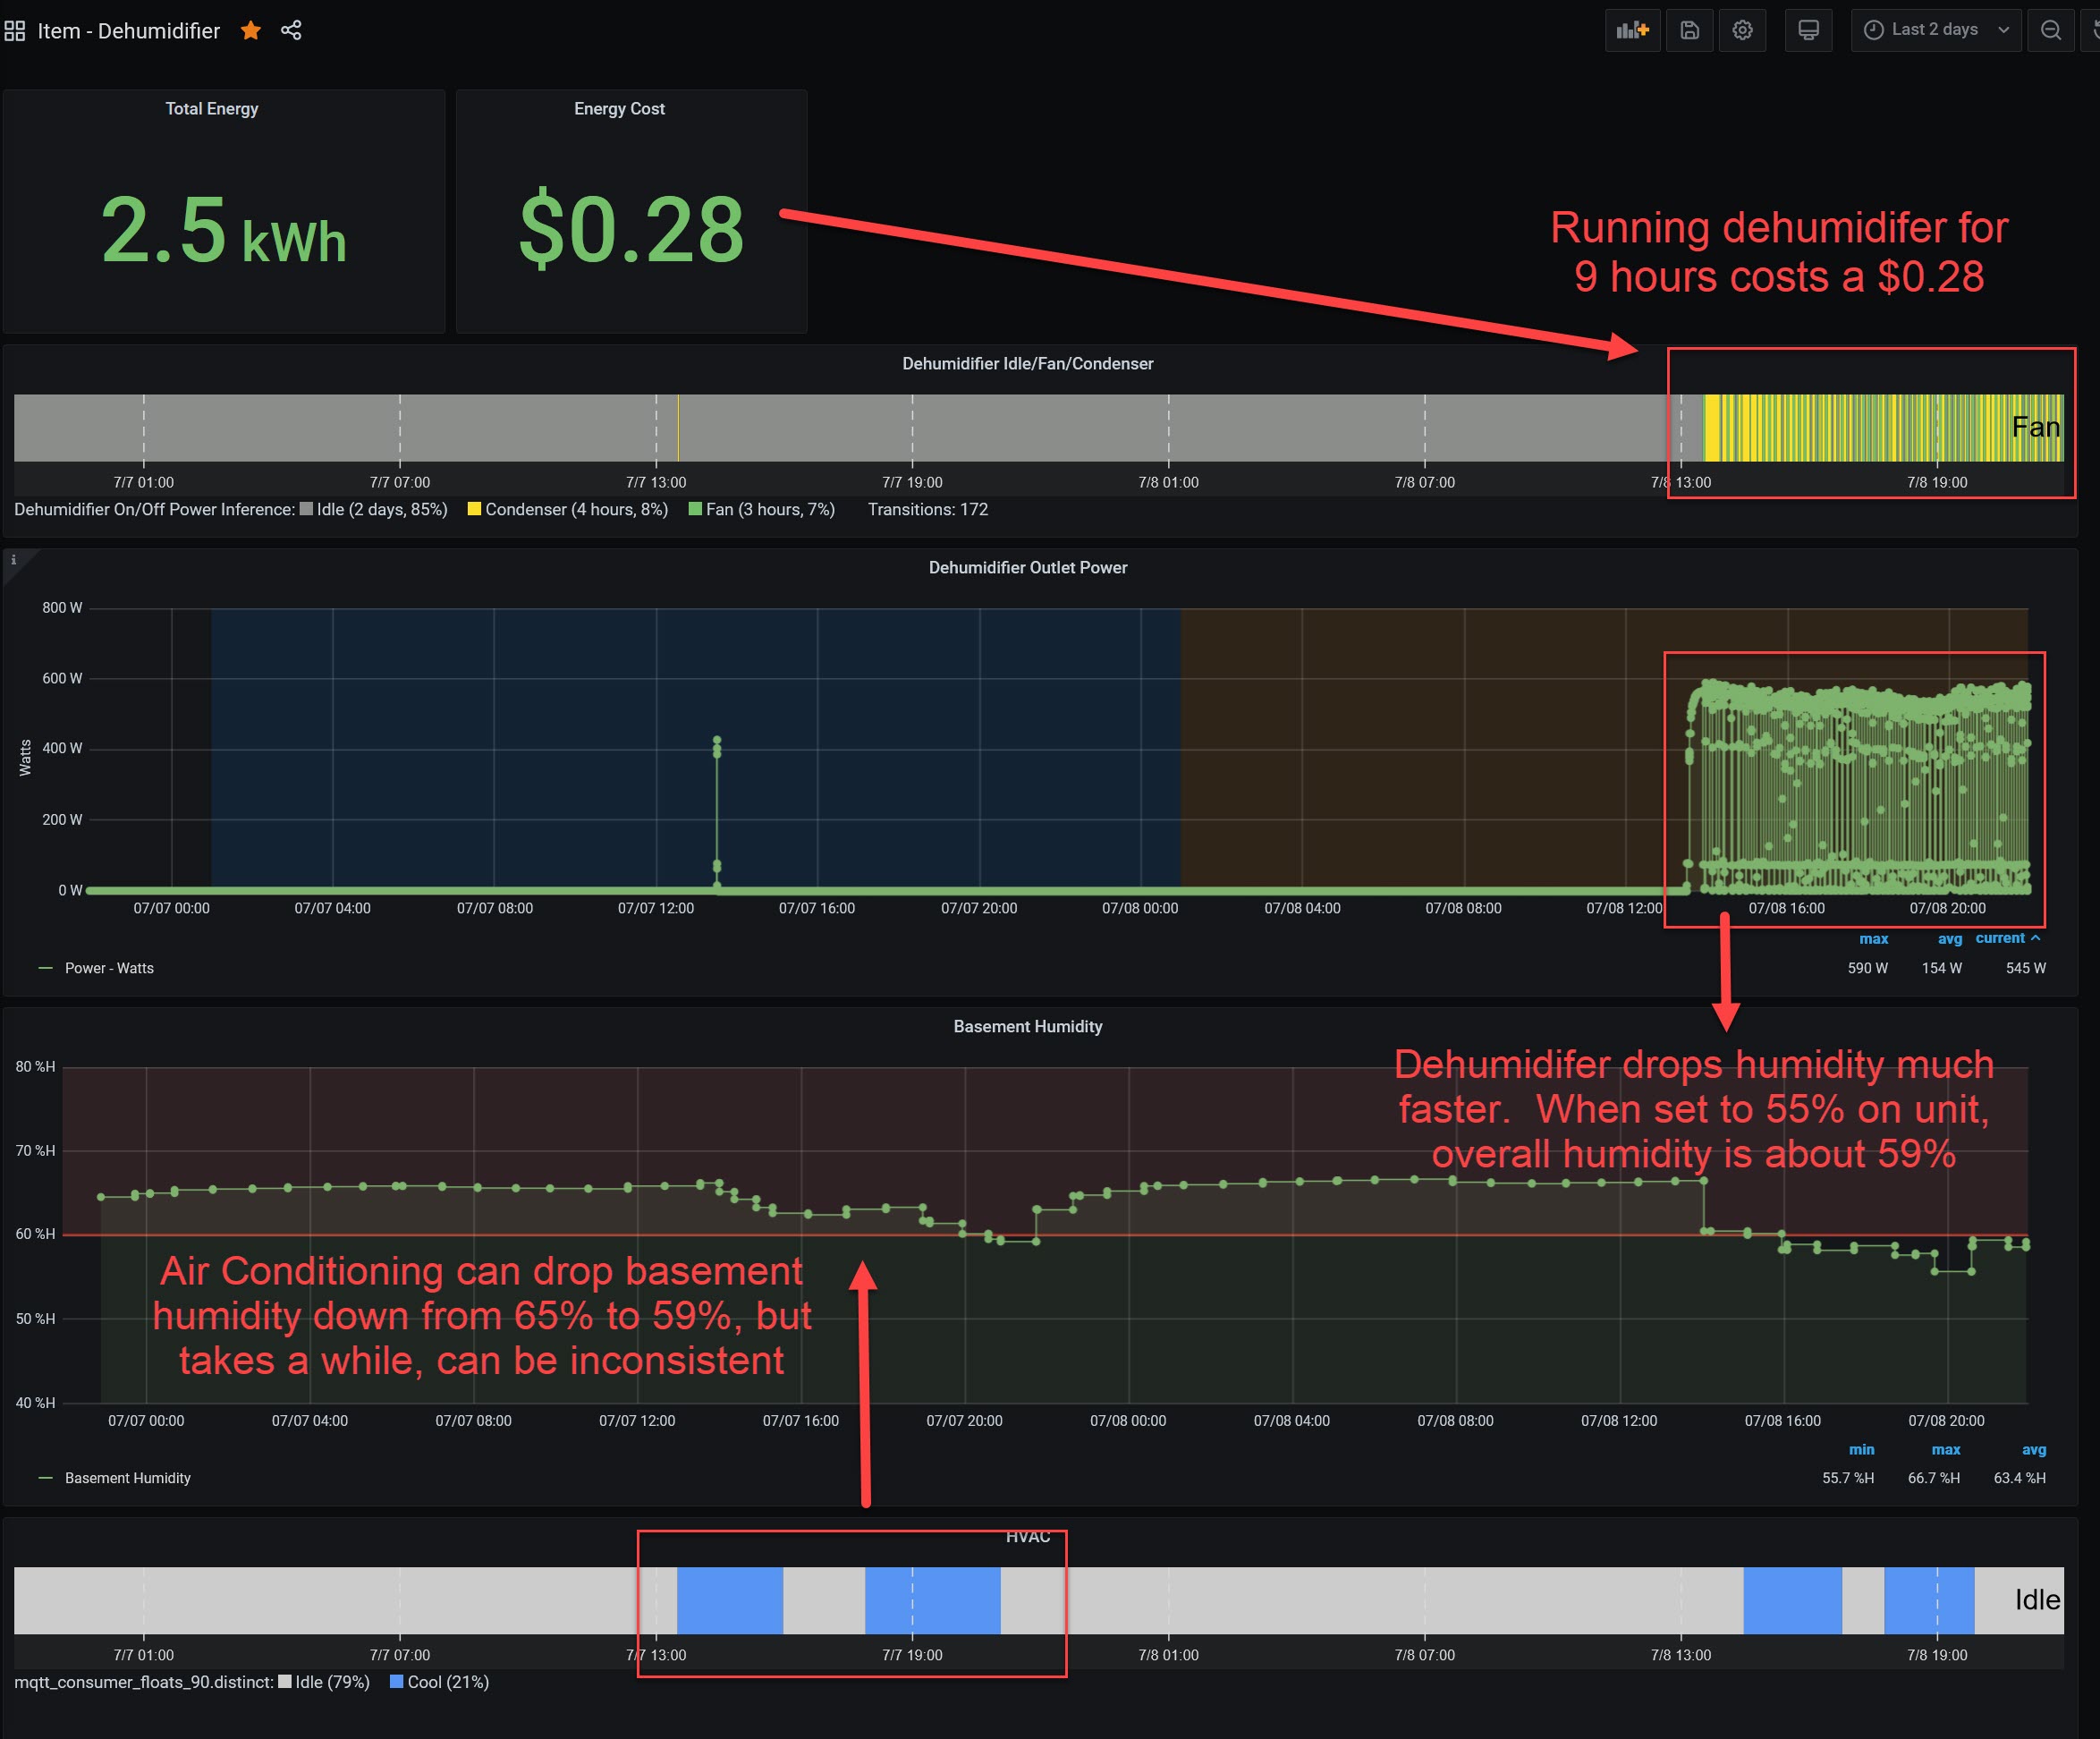 Item - Dehumidifier
Last 2 days
Total Energy
Energy Cost
2.5 kWh
$0.28
Running dehumidifer for
9 hours costs a $0.28
Dehumidifier Idle/Fan/Condenser
Fan
7/7 01:00 7/7 07:00 7/7 13:00 7/7 19:00 7/8 01:00 7/8 07:00 7/8 13:00 7/8 19:00
Dehumidifier On/Off Power Inference: Idle (2 days, 85%) Condenser (4 hours, 8%) Fan (3 hours, 7%) Transitions: 172
i
Dehumidifier Outlet Power
800 W
600 W
400 W
200 W
0 W
Watts
07/07 00:00 07/07 04:00 07/07 08:00 07/07 12:00 07/07 16:00 07/07 20:00 07/08 00:00 07/08 04:00 07/08 08:00 07/08 12:00 07/08 16:00 07/08 20:00
max avg current
Power - Watts 590 W 154 W 545 W
Basement Humidity
Dehumidifer drops humidity much
faster. When set to 55% on unit,
overall humidity is about 59%
80 %H
70 %H
60 %H
50 %H
40 %H
Air Conditioning can drop basement
humidity down from 65% to 59%, but
takes a while, can be inconsistent
07/07 00:00 07/07 04:00 07/07 08:00 07/07 12:00 07/07 16:00 07/07 20:00 07/08 00:00 07/08 04:00 07/08 08:00 07/08 12:00 07/08 16:00 07/08 20:00
min max avg
Basement Humidity 55.7 %H 66.7 %H 63.4 %H
HVAC
Idle
7/7 01:00 7/7 07:00 7/7 13:00 7/7 19:00 7/8 01:00 7/8 07:00 7/8 13:00 7/8 19:00
mqtt_consumer_floats_90.distinct: Idle (79%) Cool (21%)